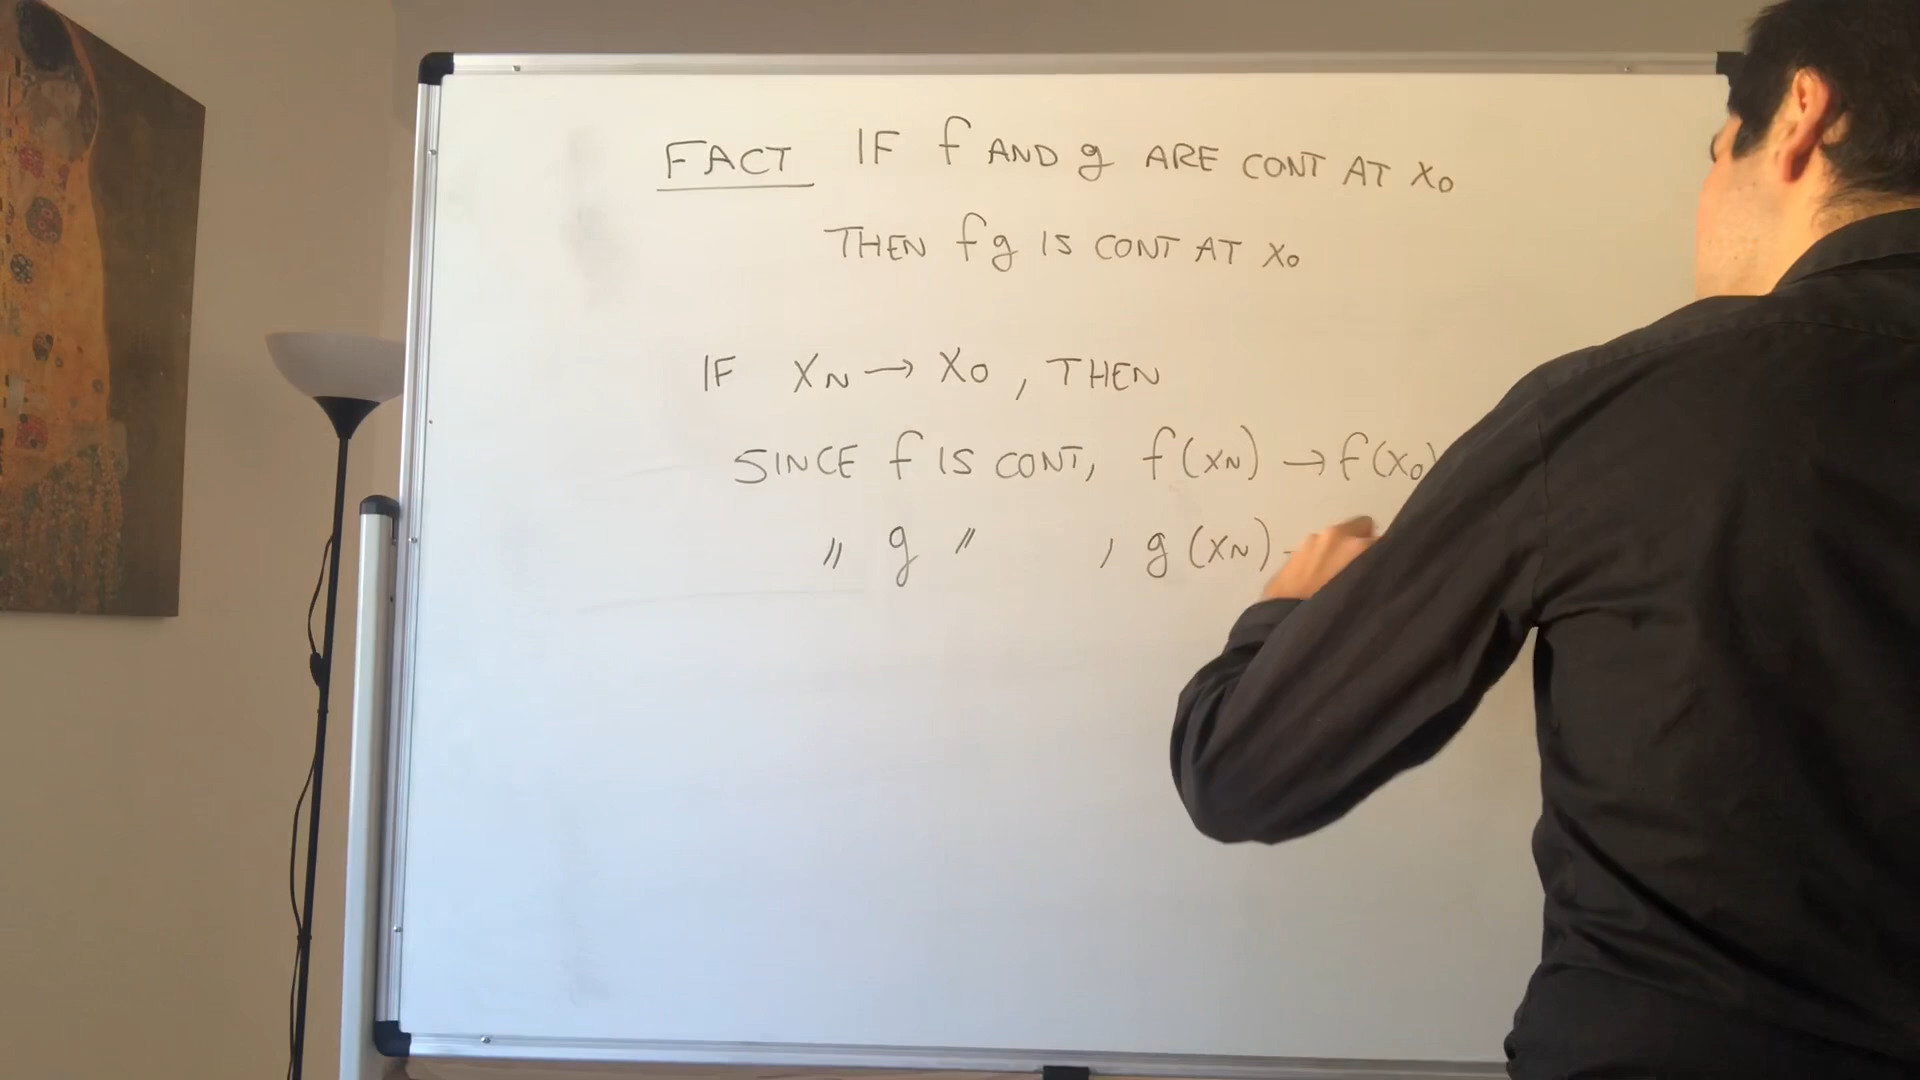 FACT IF f AND g ARE CONT AT x₀
THEN fg IS CONT AT x₀
IF xN → x₀, THEN
SINCE f IS CONT, f(xN) → f(x₀)
〃 g 〃 , g(xN) -